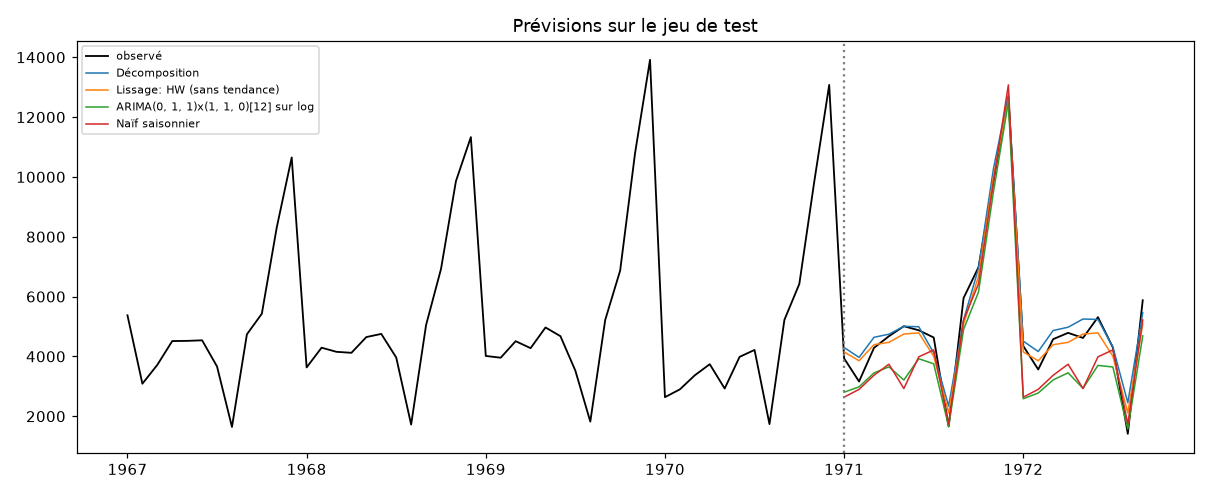 Prévisions sur le jeu de test
observé
Décomposition
Lissage: HW (sans tendance)
ARIMA(0, 1, 1)x(1, 1, 0)[12] sur log
Naïf saisonnier
14000
12000
10000
8000
6000
4000
2000
1967 1968 1969 1970 1971 1972